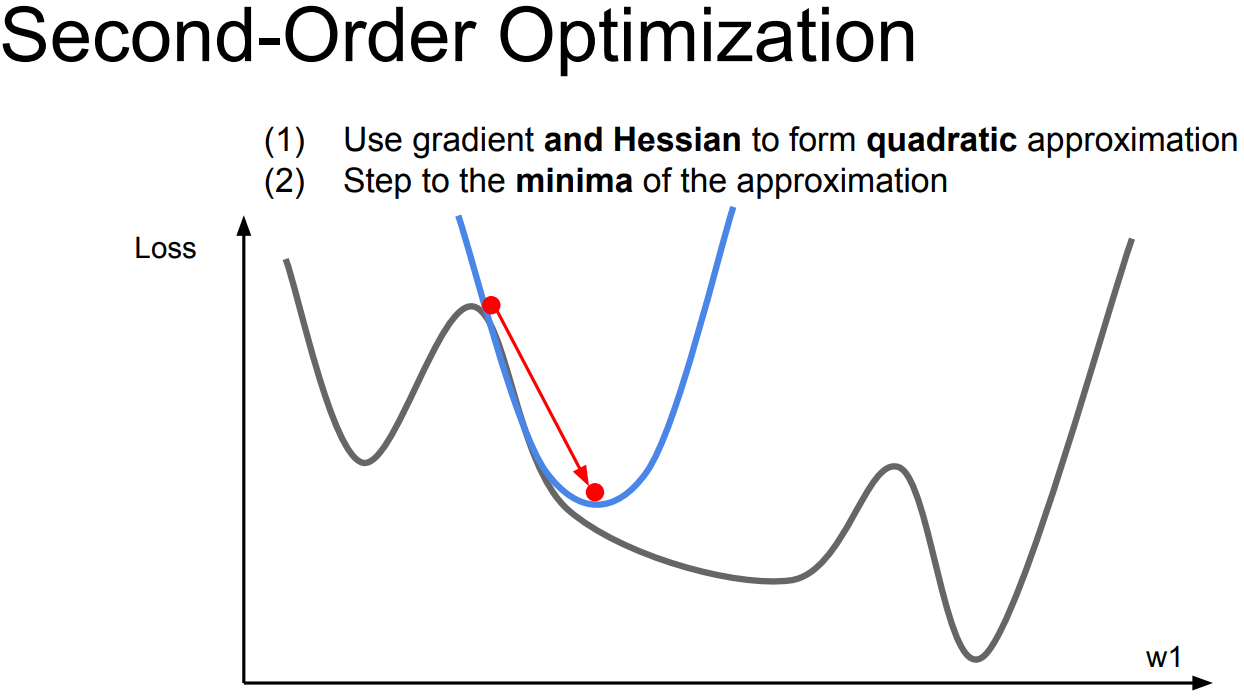 Second-Order Optimization
(1) Use gradient and Hessian to form quadratic approximation
(2) Step to the minima of the approximation
Loss
w1